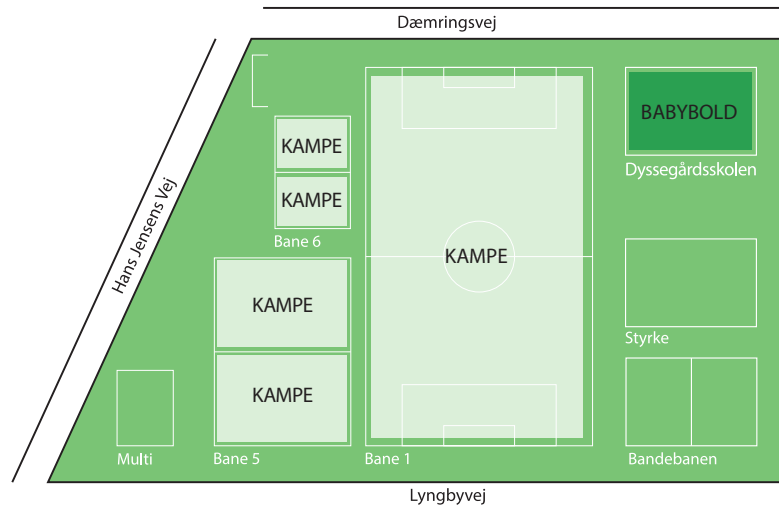 Dæmringsvej
Hans Jensens Vej
KAMPE
KAMPE
Bane 6
KAMPE
KAMPE
Bane 5
Multi
KAMPE
Bane 1
BABYBOLD
Dyssegårdsskolen
Styrke
Bandebanen
Lyngbyvej